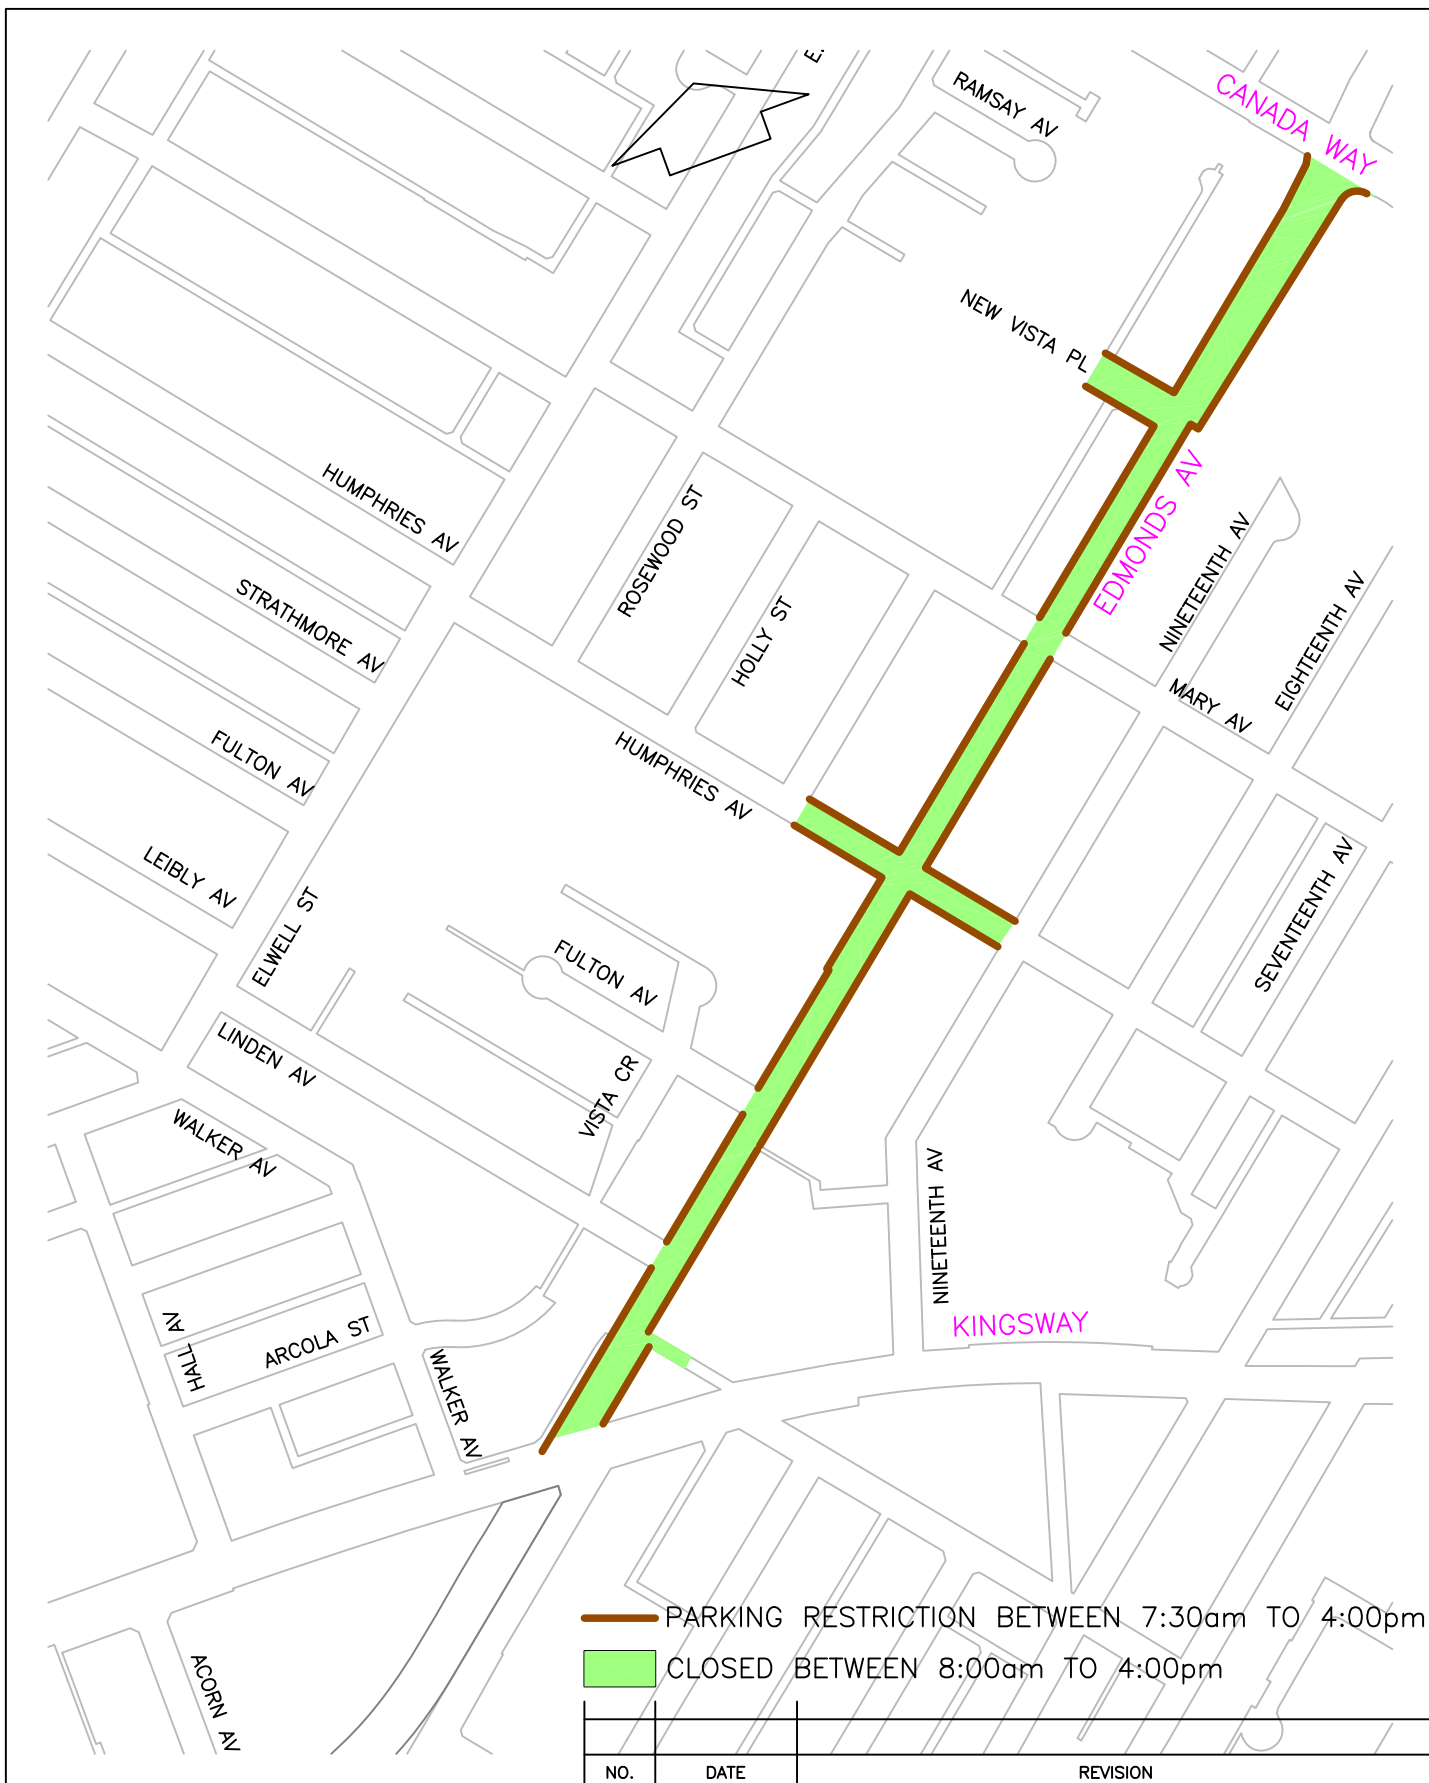 E.
RAMSAY AV
CANADA WAY
NEW VISTA PL
HUMPHRIES AV
ROSEWOOD ST
EDMONDS AV
NINETEENTH AV
EIGHTEENTH AV
STRATHMORE AV
HOLLY ST
MARY AV
FULTON AV
HUMPHRIES AV
LEIBLY AV
SEVENTEENTH AV
ELWELL ST
FULTON AV
LINDEN AV
VISTA CR
WALKER AV
NINETEENTH AV
KINGSWAY
HALL AV
ARCOLA ST
WALKER AV
PARKING RESTRICTION BETWEEN 7:30am TO 4:00pm
CLOSED BETWEEN 8:00am TO 4:00pm
ACORN AV
NO. DATE REVISION